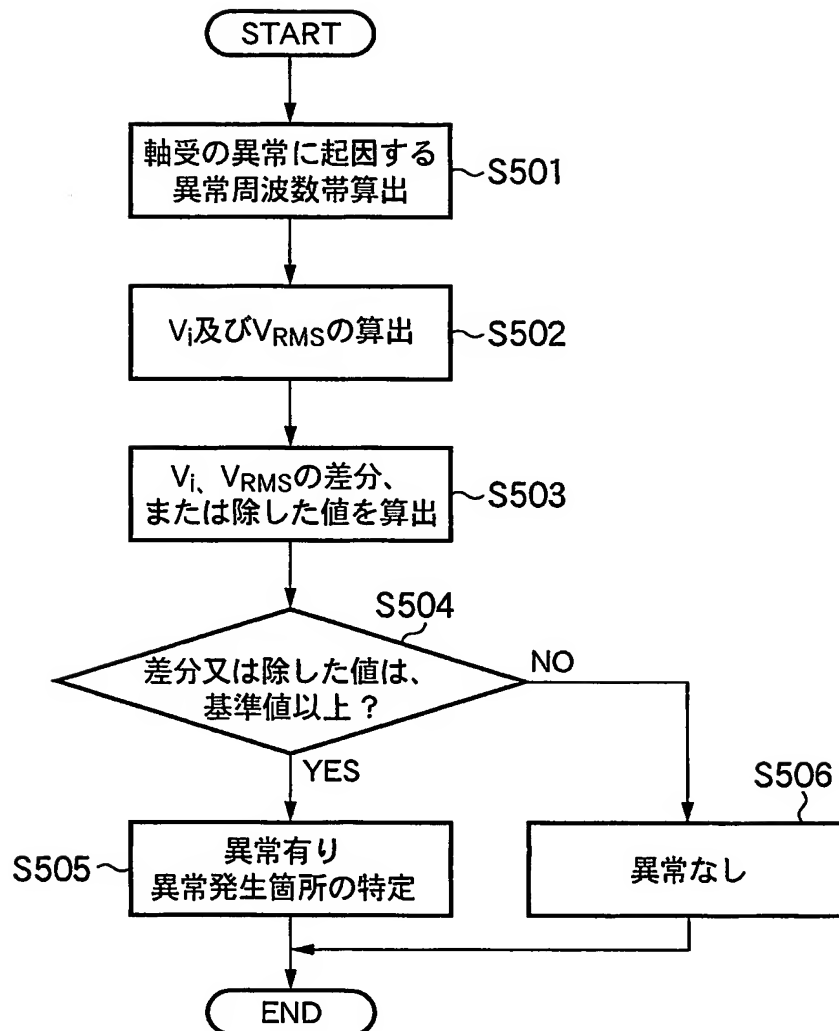 START
軸受の異常に起因する
異常周波数帯算出
S501
Vi及びVRMSの算出
S502
Vi、VRMSの差分、
または除した値を算出
S503
S504
差分又は除した値は、
基準値以上?
NO
YES
S506
S505
異常有り
異常発生箇所の特定
異常なし
END